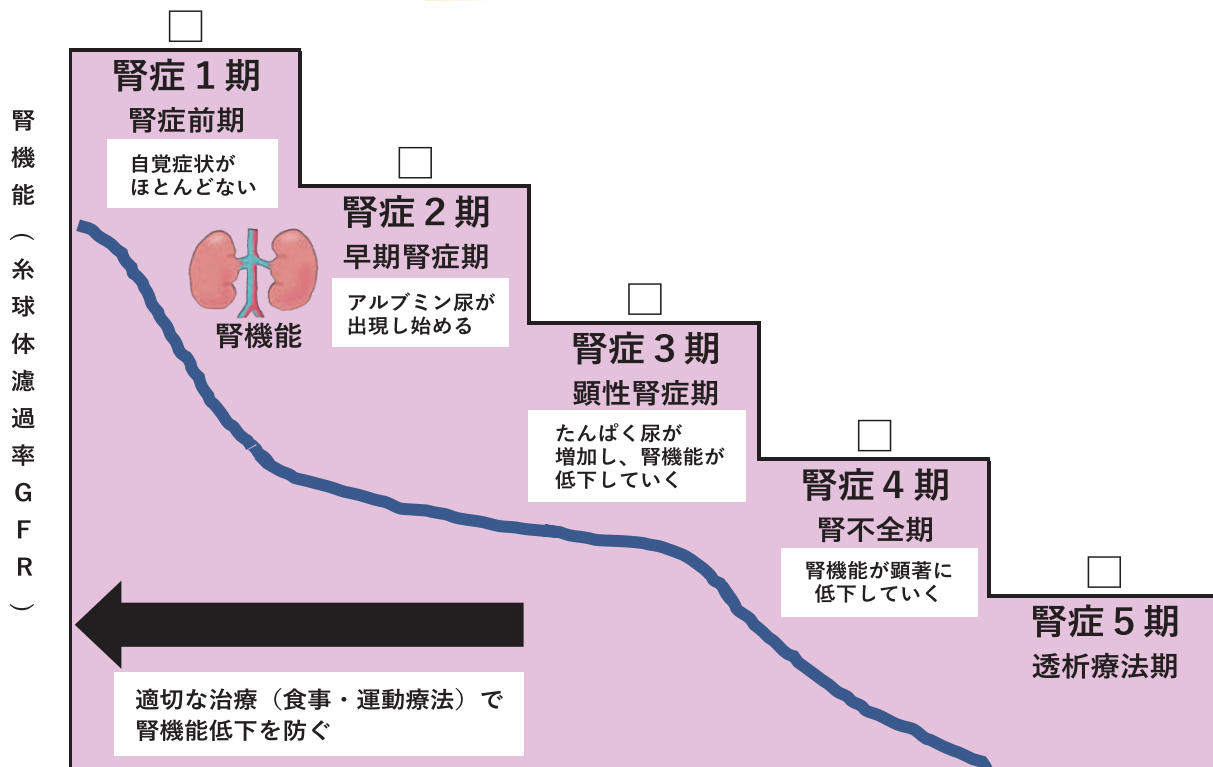 腎機能（糸球体濾過率GFR）
腎症1期
腎症前期
自覚症状が
ほとんどない
腎機能
腎症2期
早期腎症期
アルブミン尿が
出現し始める
腎症3期
顕性腎症期
たんぱく尿が
増加し、腎機能が
低下していく
腎症4期
腎不全期
腎機能が顕著に
低下していく
腎症5期
透析療法期
適切な治療（食事・運動療法）で
腎機能低下を防ぐ